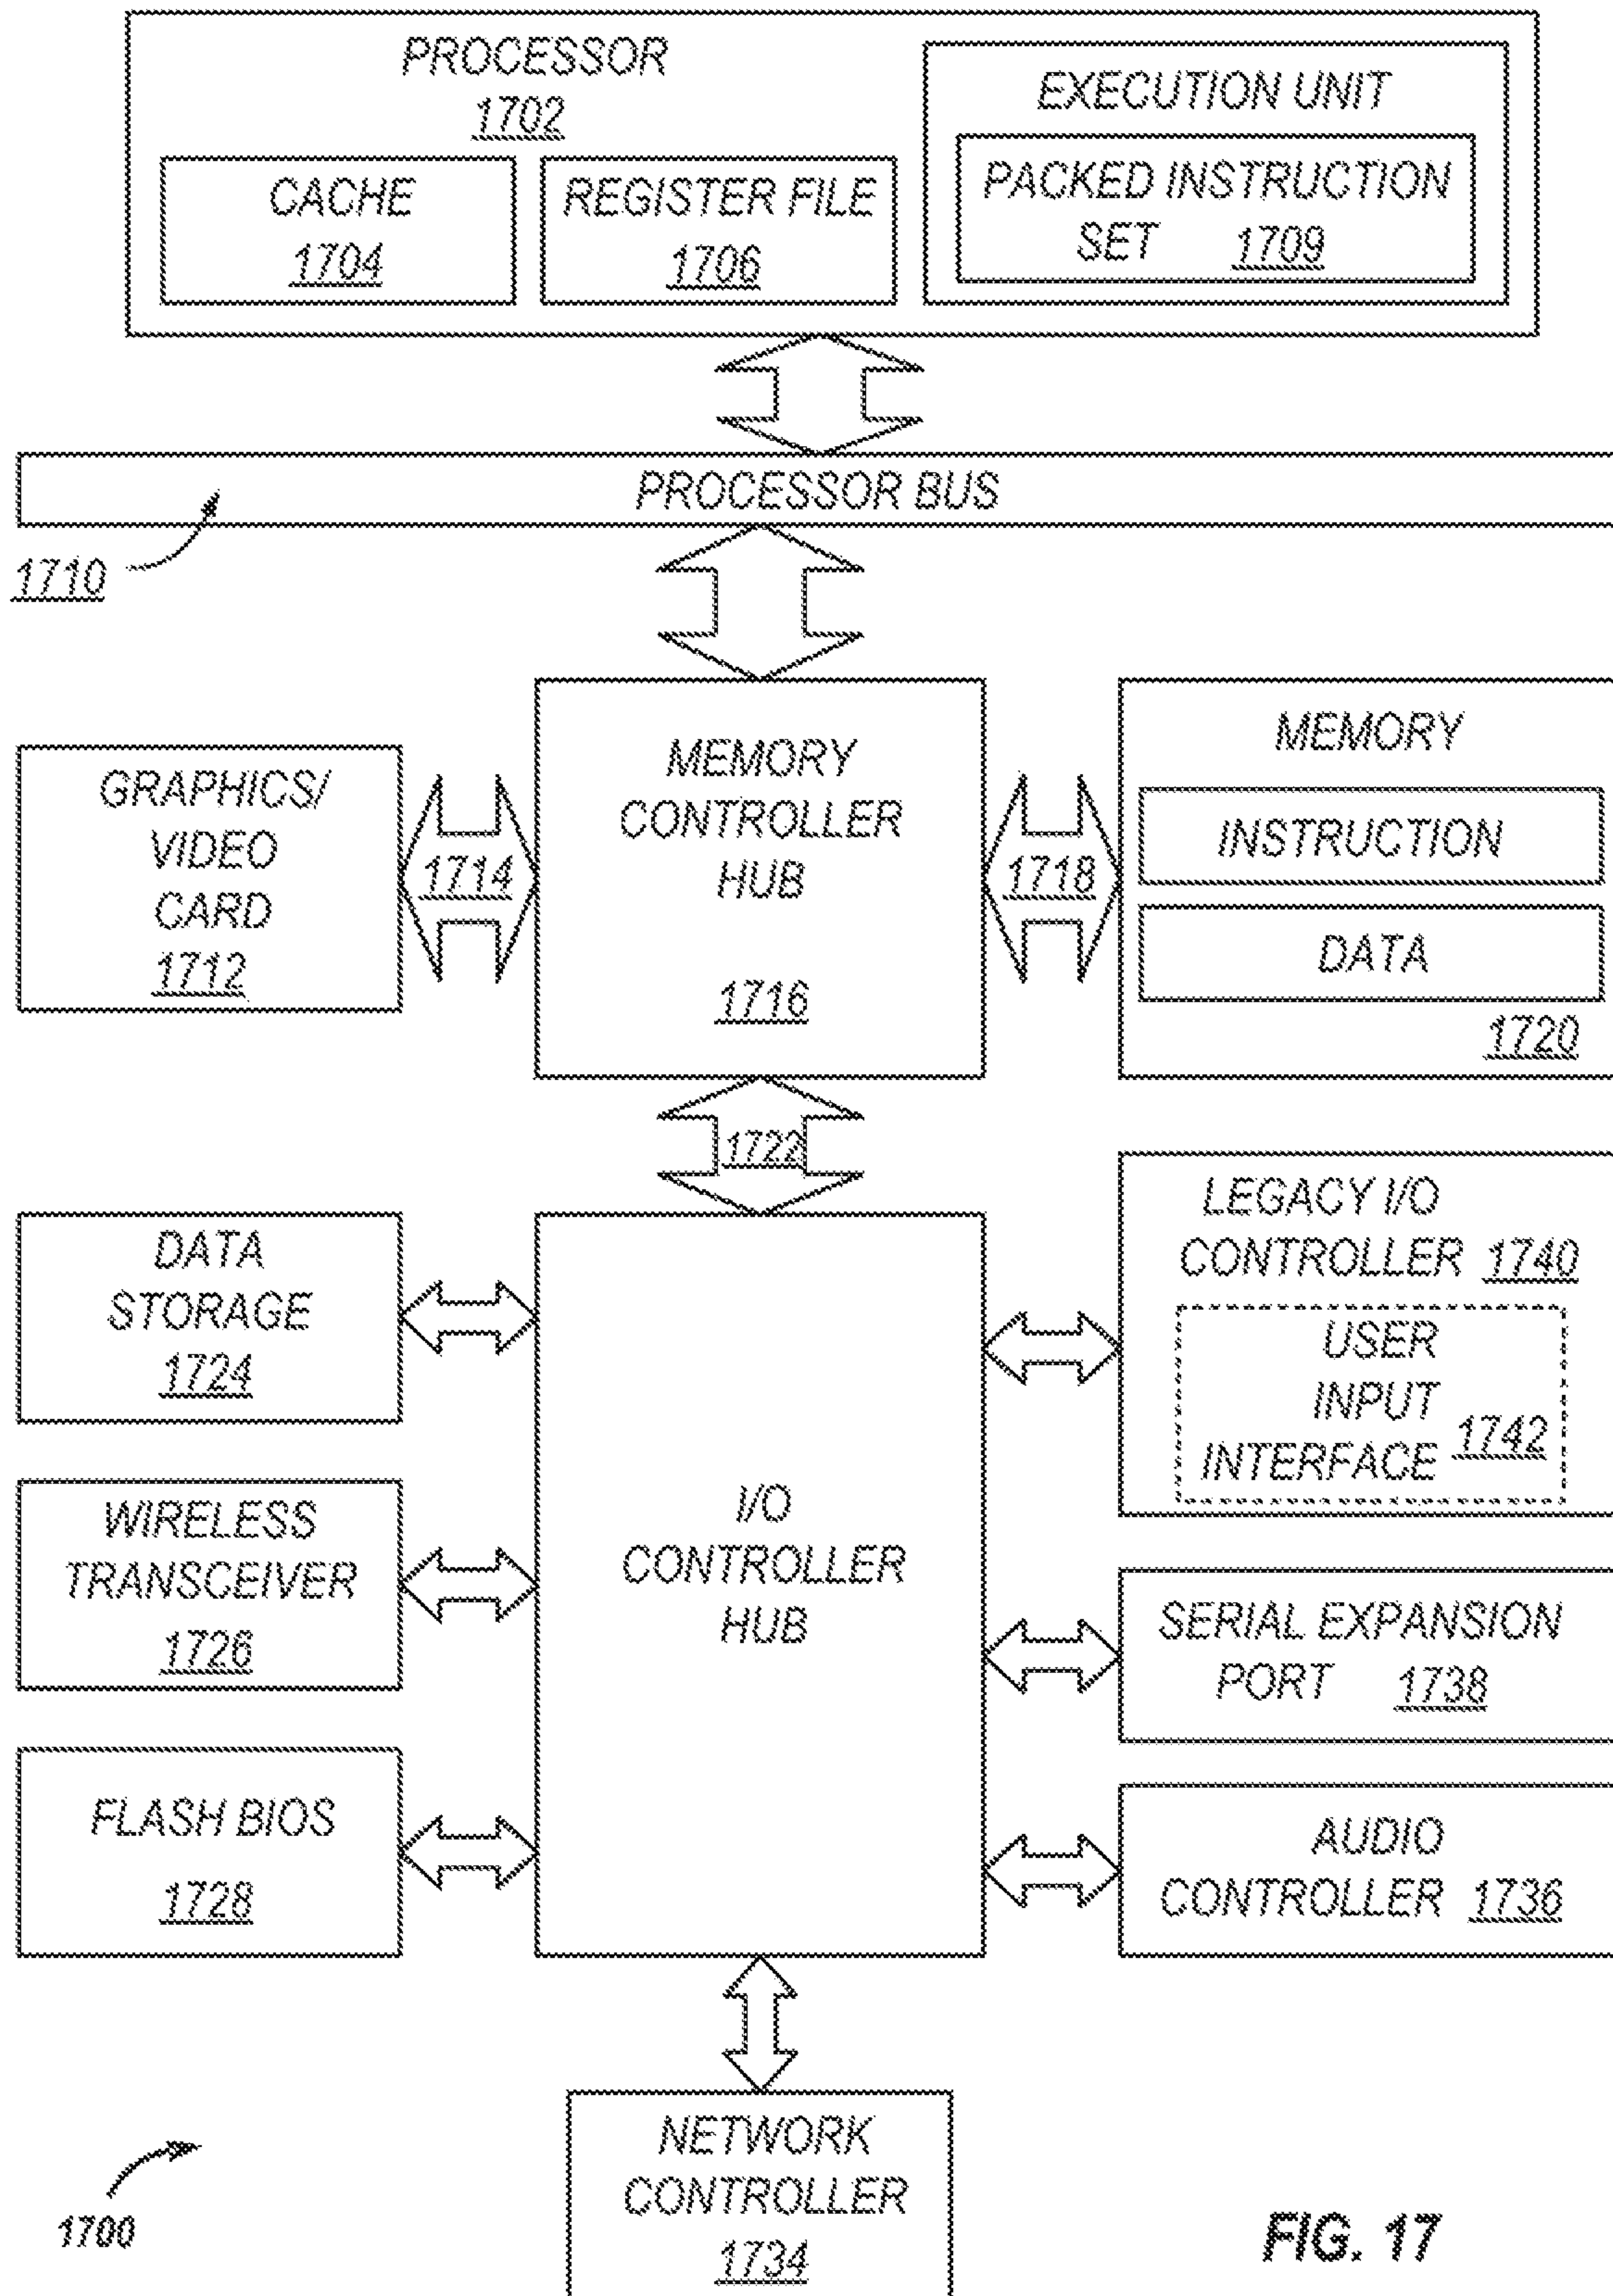 PROCESSOR
1702
CACHE
1704
REGISTER FILE
1706
EXECUTION UNIT
PACKED INSTRUCTION
SET 1709
PROCESSOR BUS
1710
GRAPHICS/
VIDEO
CARD
1712
1714
MEMORY
CONTROLLER
HUB
1716
1718
MEMORY
INSTRUCTION
DATA
1720
1722
DATA
STORAGE
1724
WIRELESS
TRANSCEIVER
1726
FLASH BIOS
1728
I/O
CONTROLLER
HUB
LEGACY I/O
CONTROLLER 1740
USER
INPUT
INTERFACE 1742
SERIAL EXPANSION
PORT 1738
AUDIO
CONTROLLER 1736
NETWORK
CONTROLLER
1734
1700
FIG. 17